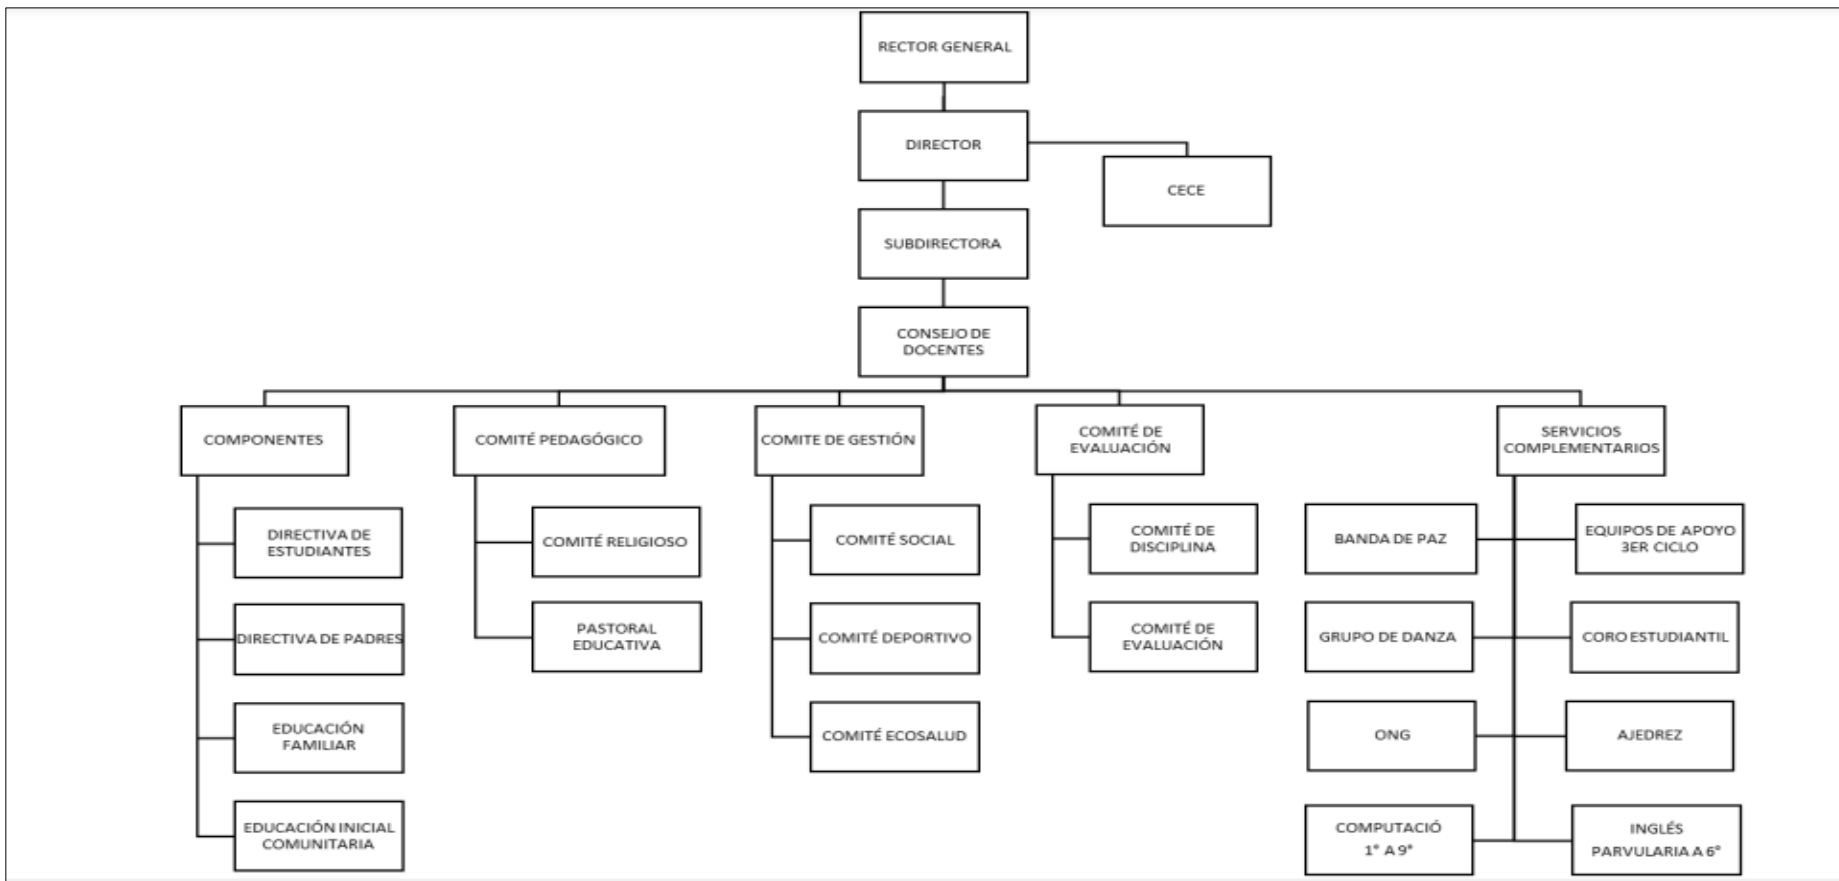 RECTOR GENERAL
DIRECTOR
CECE
SUBDIRECTORA
CONSEJO DE
DOCENTES
COMPONENTES
COMITÉ PEDAGÓGICO
COMITE DE GESTIÓN
COMITÉ DE
EVALUACIÓN
SERVICIOS
COMPLEMENTARIOS
DIRECTIVA DE
ESTUDIANTES
DIRECTIVA DE PADRES
EDUCACIÓN
FAMILIAR
EDUCACIÓN INICIAL
COMUNITARIA
COMITÉ RELIGIOSO
PASTORAL
EDUCATIVA
COMITÉ SOCIAL
COMITÉ DEPORTIVO
COMITÉ ECOSALUD
COMITÉ DE
DISCIPLINA
COMITÉ DE
EVALUACIÓN
BANDA DE PAZ
EQUIPOS DE APOYO
3ER CICLO
GRUPO DE DANZA
CORO ESTUDIANTIL
ONG
AJEDREZ
COMPUTACIÓ
1° A 9°
INGLÉS
PARVULARIA A 6°